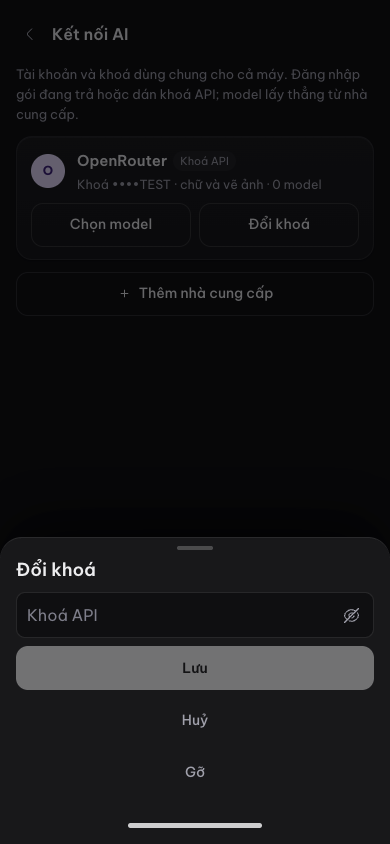 Kết nối AI
Tài khoản và khoá dùng chung cho cả máy. Đăng nhập
gói đang trả hoặc dán khoá API; model lấy thẳng từ nhà
cung cấp.
O
OpenRouter Khoá API
Khoá ••••TEST · chữ và vẽ ảnh · 0 model
Chọn model Đổi khoá
+ Thêm nhà cung cấp
Đổi khoá
Khoá API
Lưu
Huỷ
Gỡ